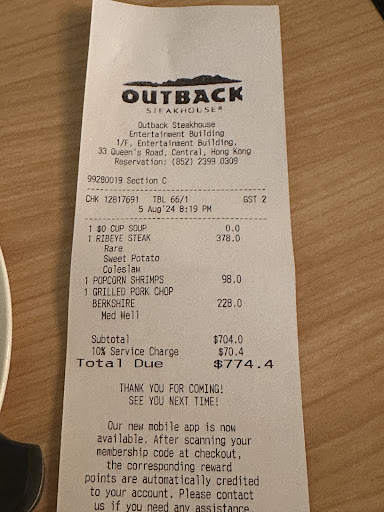 OUTBACK
STEAKHOUSE®
Outback Steakhouse
Entertainment Building
1/F, Entertainment Building,
33 Queen's Road, Central, Hong Kong
Reservation: (852) 2399 0309
99280019 Section C
CHK 12817691 TBL 66/1 GST 2
5 Aug'24 8:19 PM
1 $0 CUP SOUP 0.0
1 RIBEYE STEAK 378.0
Rare
Sweet Potato
Coleslaw
1 POPCORN SHRIMPS 98.0
1 GRILLED PORK CHOP
BERKSHIRE 228.0
Med Well
Subtotal $704.0
10% Service Charge $70.4
Total Due $774.4
THANK YOU FOR COMING!
SEE YOU NEXT TIME!
Our new mobile app is now
available. After scanning your
membership code at checkout,
the corresponding reward
points are automatically credited
to your account. Please contact
us if you need any assistance.